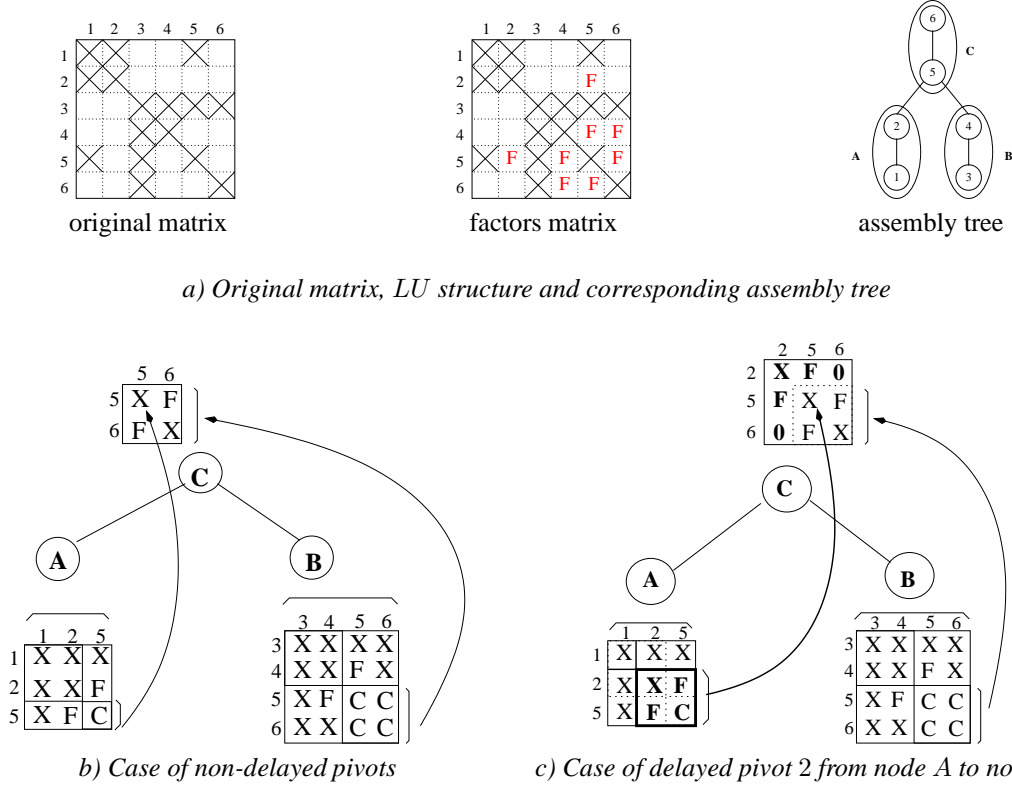 1 2 3 4 5 6
1
2
3
4
5
6
original matrix
1 2 3 4 5 6
1
2 F
3
4 F F
5 F F F
6 F F
factors matrix
6
C
5
2 4
A B
1 3
assembly tree
a) Original matrix, LU structure and corresponding assembly tree
5 6
5 X F
6 F X
C
A
B
1 2 5
1 X X X
2 X X F
5 X F C
3 4 5 6
3 X X X X
4 X X F X
5 X F C C
6 X X C C
b) Case of non-delayed pivots
2 5 6
2 X F 0
5 F X F
6 0 F X
C
A
B
1 2 5
1 X X X
2 X X F
5 X F C
3 4 5 6
3 X X X X
4 X X F X
5 X F C C
6 X X C C
c) Case of delayed pivot 2 from node A to no